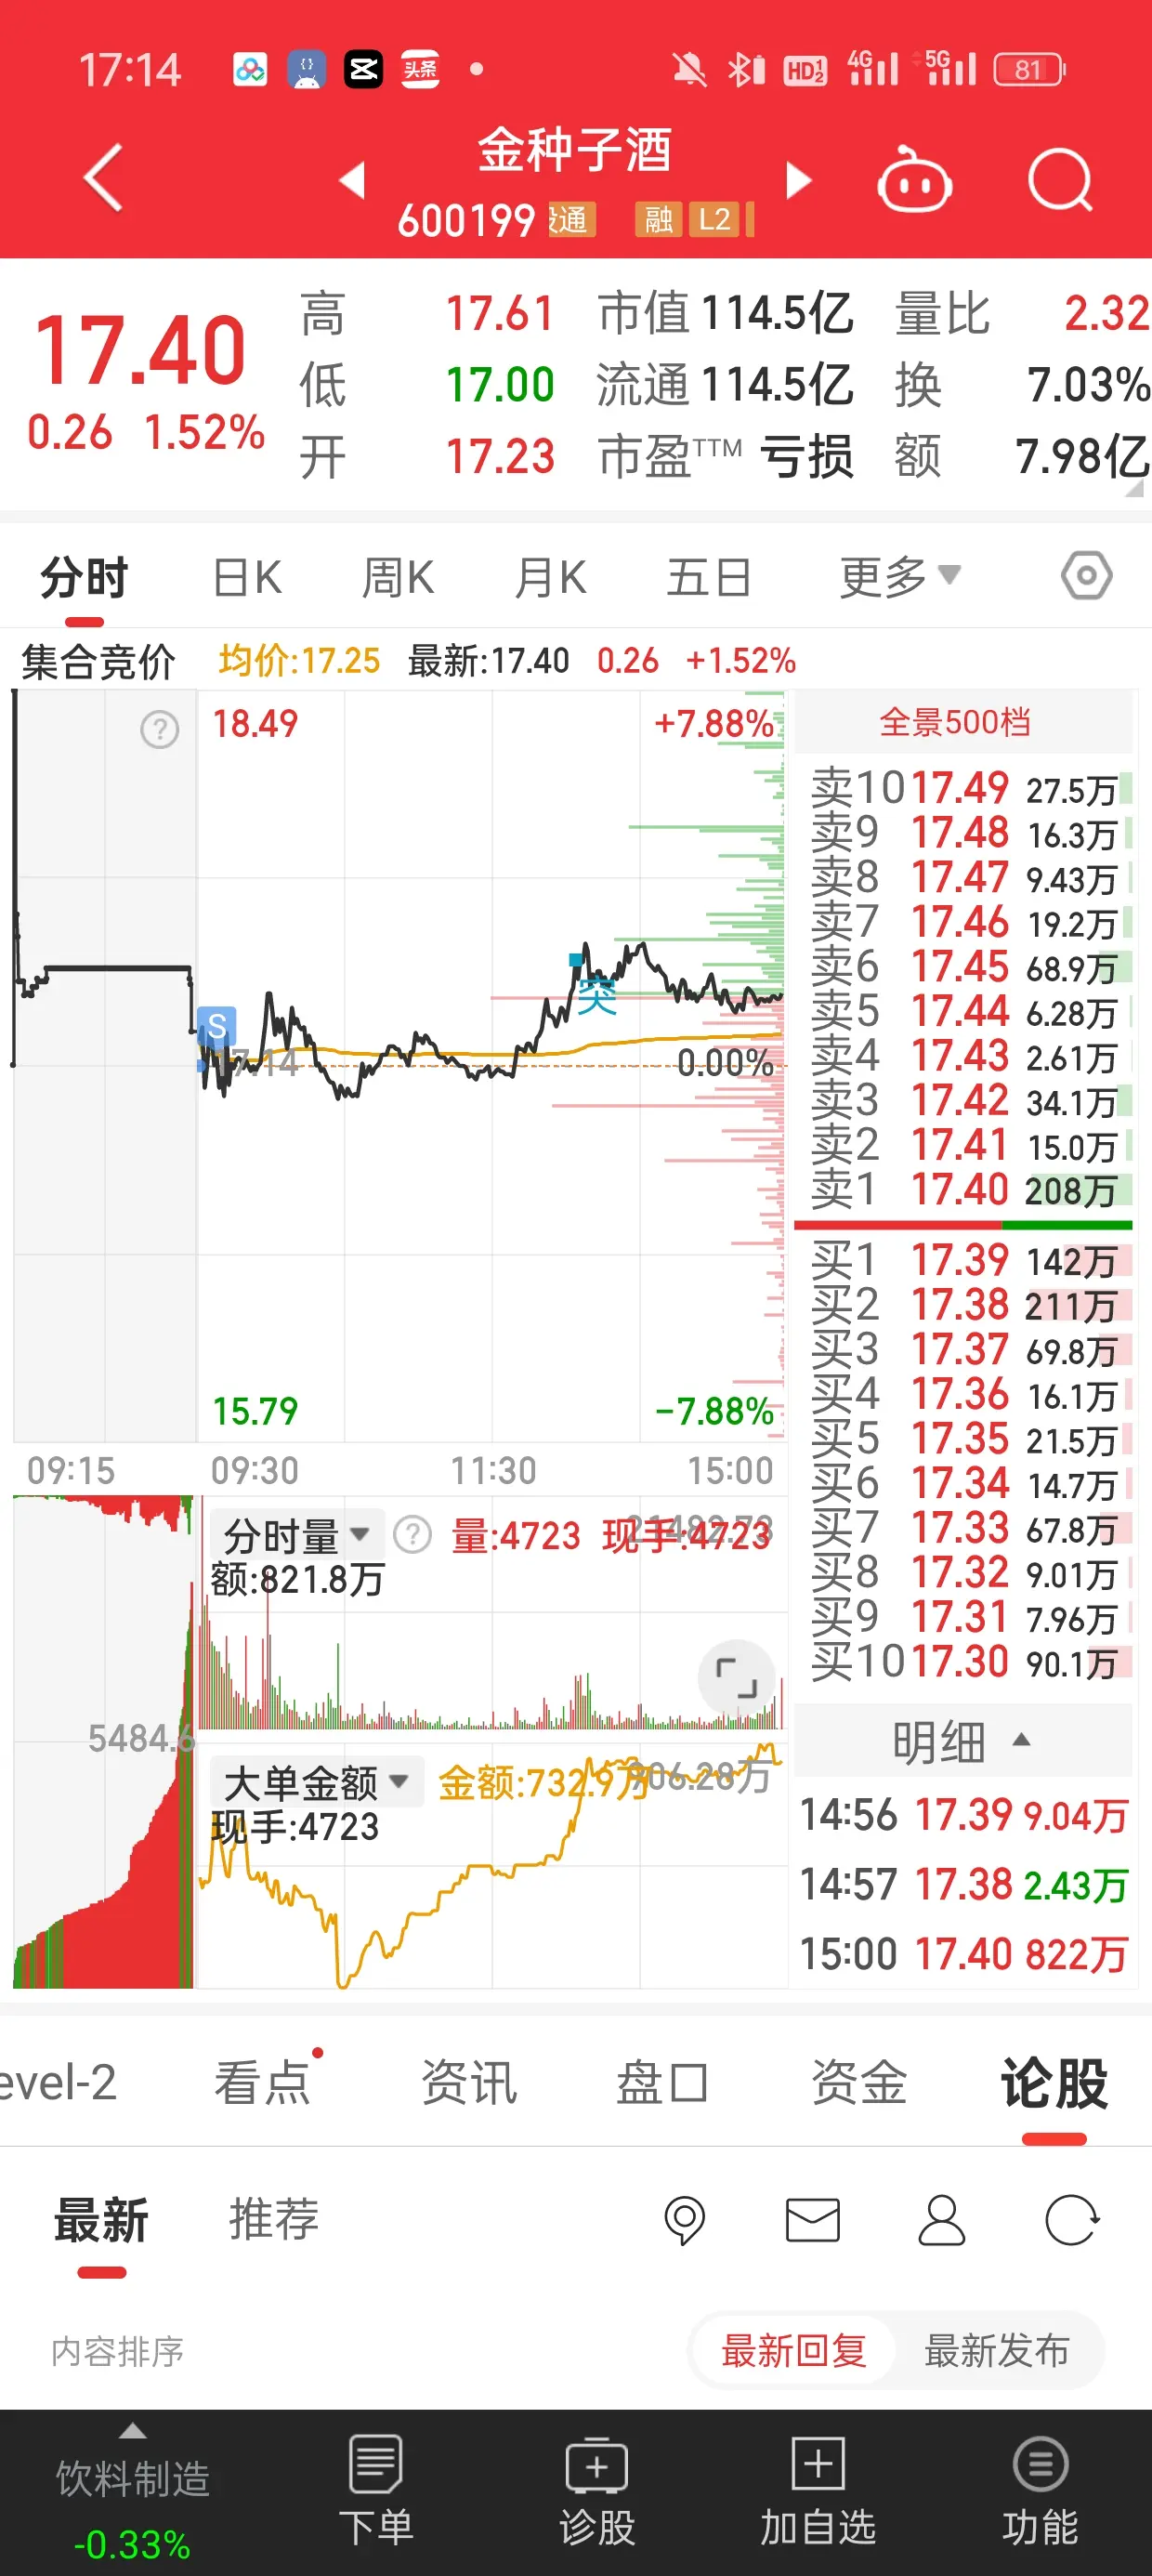 17:14 头条 HD 1 2 4G 5G 81
金种子酒
600199 通 融 L2
17.40
0.26 1.52%
高 17.61 市值 114.5亿 量比 2.32
低 17.00 流通 114.5亿 换 7.03%
开 17.23 市盈TTM 亏损 额 7.98亿
分时 日K 周K 月K 五日 更多
集合竞价 均价:17.25 最新:17.40 0.26 +1.52%
18.49 +7.88%
S
突
17.14 0.00%
15.79 -7.88%
09:15 09:30 11:30 15:00
分时量 ? 量:4723 现手:4723
21482.73
额:821.8万
5484.6
大单金额 金额:732.9万
906.28万
现手:4723
全景500档
卖10 17.49 27.5万
卖9 17.48 16.3万
卖8 17.47 9.43万
卖7 17.46 19.2万
卖6 17.45 68.9万
卖5 17.44 6.28万
卖4 17.43 2.61万
卖3 17.42 34.1万
卖2 17.41 15.0万
卖1 17.40 208万
买1 17.39 142万
买2 17.38 211万
买3 17.37 69.8万
买4 17.36 16.1万
买5 17.35 21.5万
买6 17.34 14.7万
买7 17.33 67.8万
买8 17.32 9.01万
买9 17.31 7.96万
买10 17.30 90.1万
明细
14:56 17.39 9.04万
14:57 17.38 2.43万
15:00 17.40 822万
evel-2 看点 资讯 盘口 资金 论股
最新 推荐
内容排序 最新回复 最新发布
饮料制造
-0.33%
下单 诊股 加自选 功能